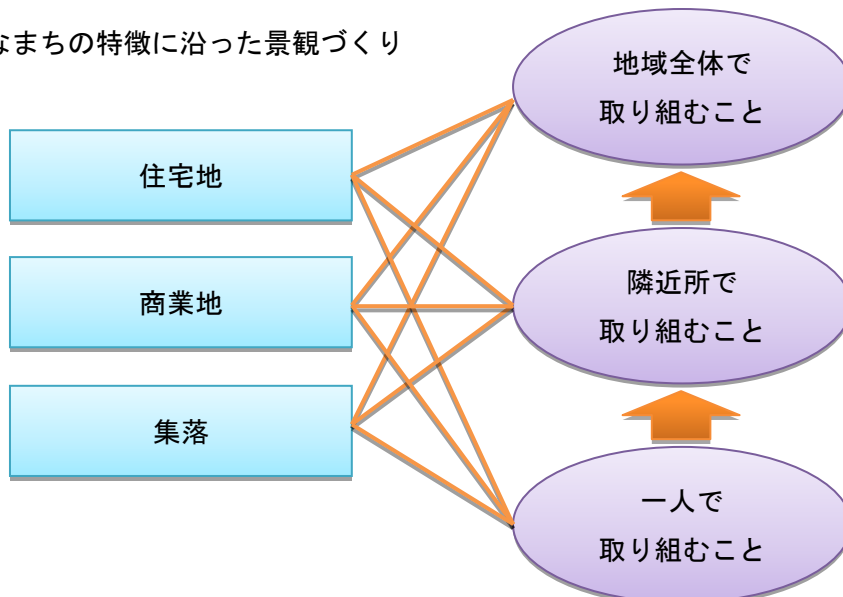 なまちの特徴に沿った景観づくり
住宅地
商業地
集落
地域全体で
取り組むこと
隣近所で
取り組むこと
一人で
取り組むこと